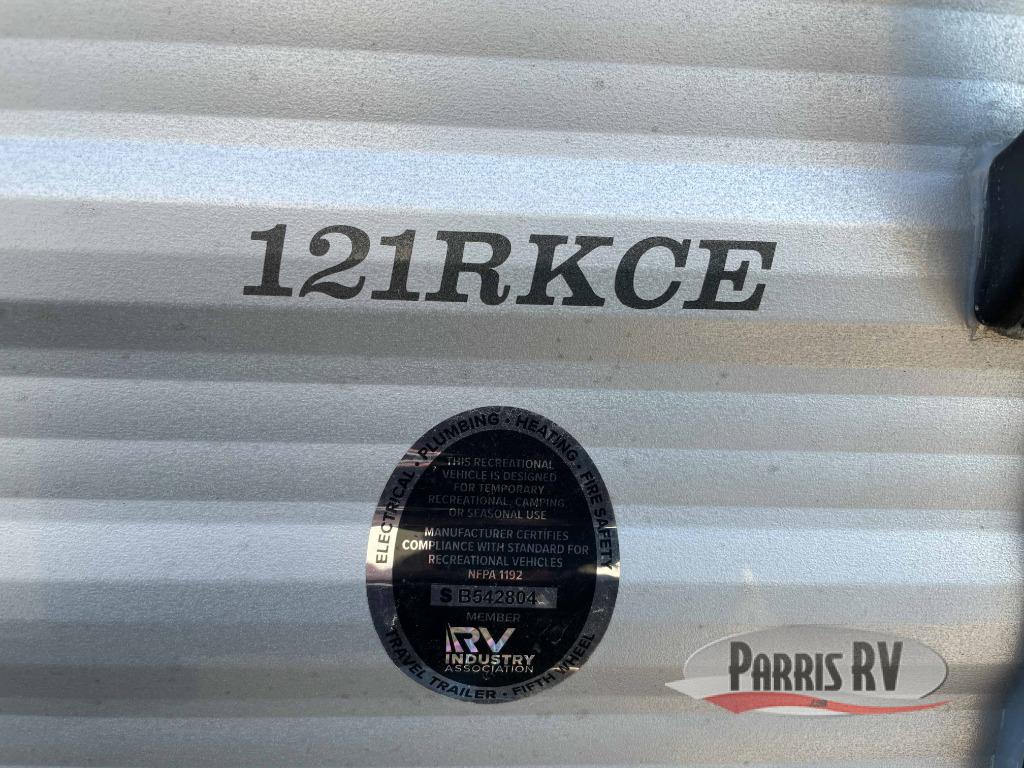 121RKCE
ELECTRICAL · PLUMBING · HEATING · FIRE SAFETY
THIS RECREATIONAL
VEHICLE IS DESIGNED
FOR TEMPORARY
RECREATIONAL, CAMPING
OR SEASONAL USE
MANUFACTURER CERTIFIES
COMPLIANCE WITH STANDARD FOR
RECREATIONAL VEHICLES
NFPA 1192
S B542804
MEMBER
RV
INDUSTRY
ASSOCIATION
TRAVEL TRAILER · FIFTH WHEEL
PARRIS RV
.com